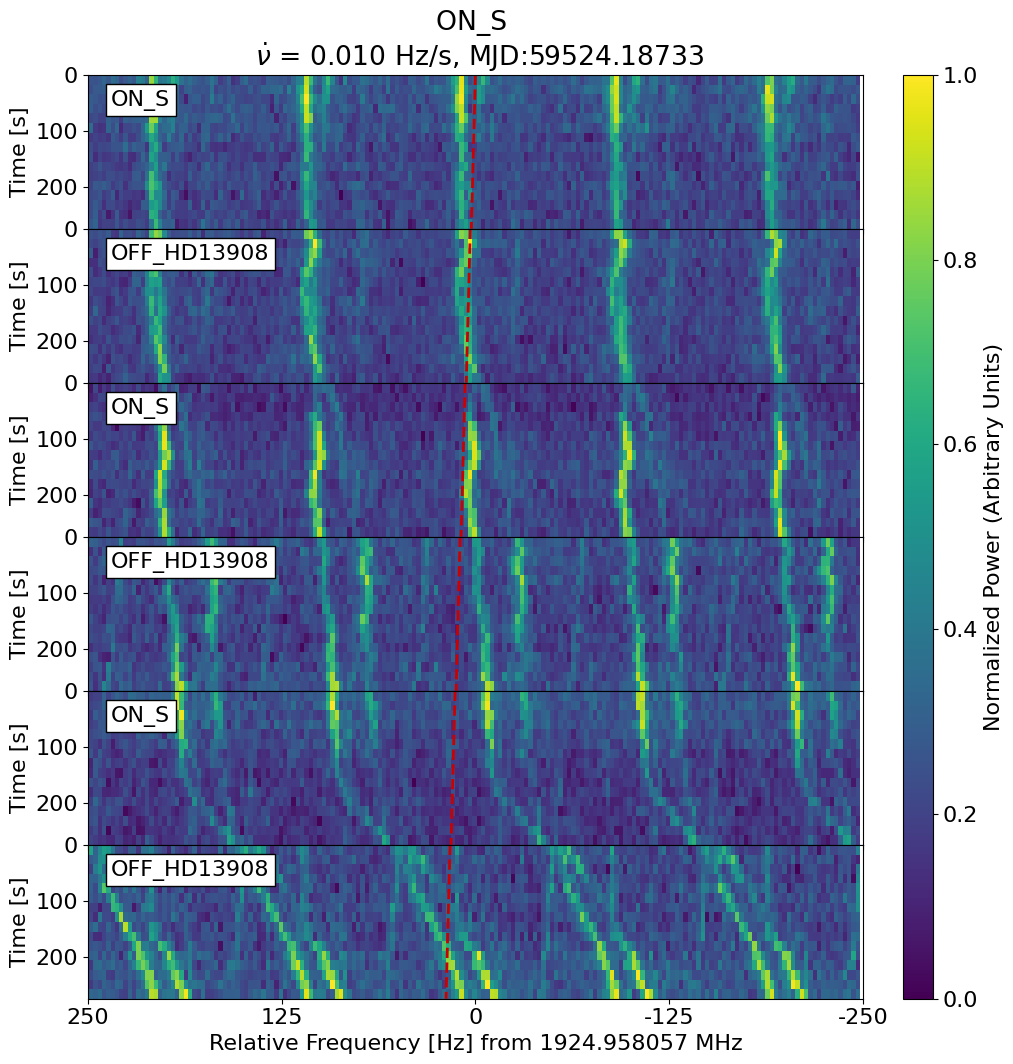 ON_S
ν̇ = 0.010 Hz/s, MJD:59524.18733
ON_S
OFF_HD13908
ON_S
OFF_HD13908
ON_S
OFF_HD13908
0
100
200
0
100
200
0
100
200
0
100
200
0
100
200
0
100
200
Time [s]
Time [s]
Time [s]
Time [s]
Time [s]
Time [s]
250
125
0
-125
-250
Relative Frequency [Hz] from 1924.958057 MHz
1.0
0.8
0.6
0.4
0.2
0.0
Normalized Power (Arbitrary Units)